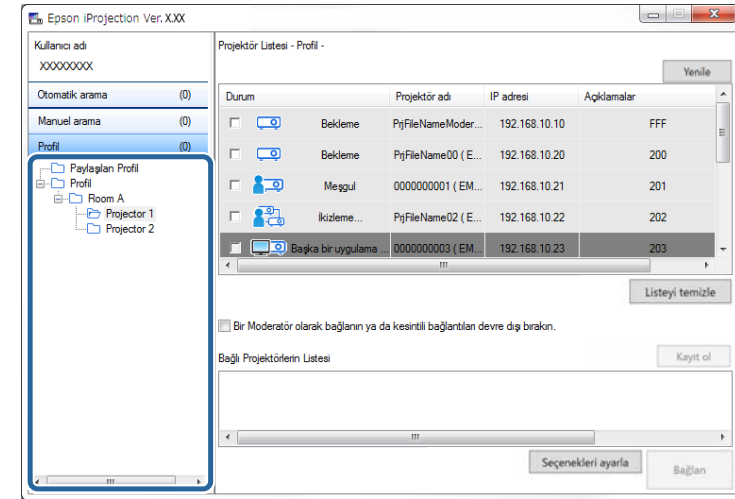 Epson iProjection Ver. X.XX
Kullanıcı adı
XXXXXXXX
Otomatik arama (0)
Manuel arama (0)
Profil (0)
Paylaşılan Profil
Profil
Room A
Projector 1
Projector 2
Projektör Listesi - Profil -
Yenile
Durum Projektör adı IP adresi Açıklamalar
Bekleme PrjFileNameModer... 192.168.10.10 FFF
Bekleme PrjFileName00 ( E... 192.168.10.20 200
Meşgul 0000000001 ( EM... 192.168.10.21 201
ikizleme... PrjFileName02 ( E... 192.168.10.22 202
Başka bir uygulama ... 0000000003 ( EM... 192.168.10.23 203
Listeyi temizle
Bir Moderatör olarak bağlanın ya da kesintili bağlantıları devre dışı bırakın.
Bağlı Projektörlerin Listesi
Kayıt ol
Seçenekleri ayarla
Bağlan